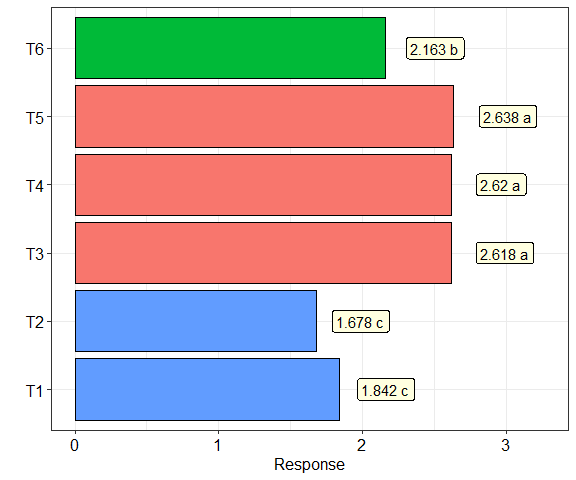 T6 2.163 b
T5 2.638 a
T4 2.62 a
T3 2.618 a
T2 1.678 c
T1 1.842 c
0 1 2 3
Response